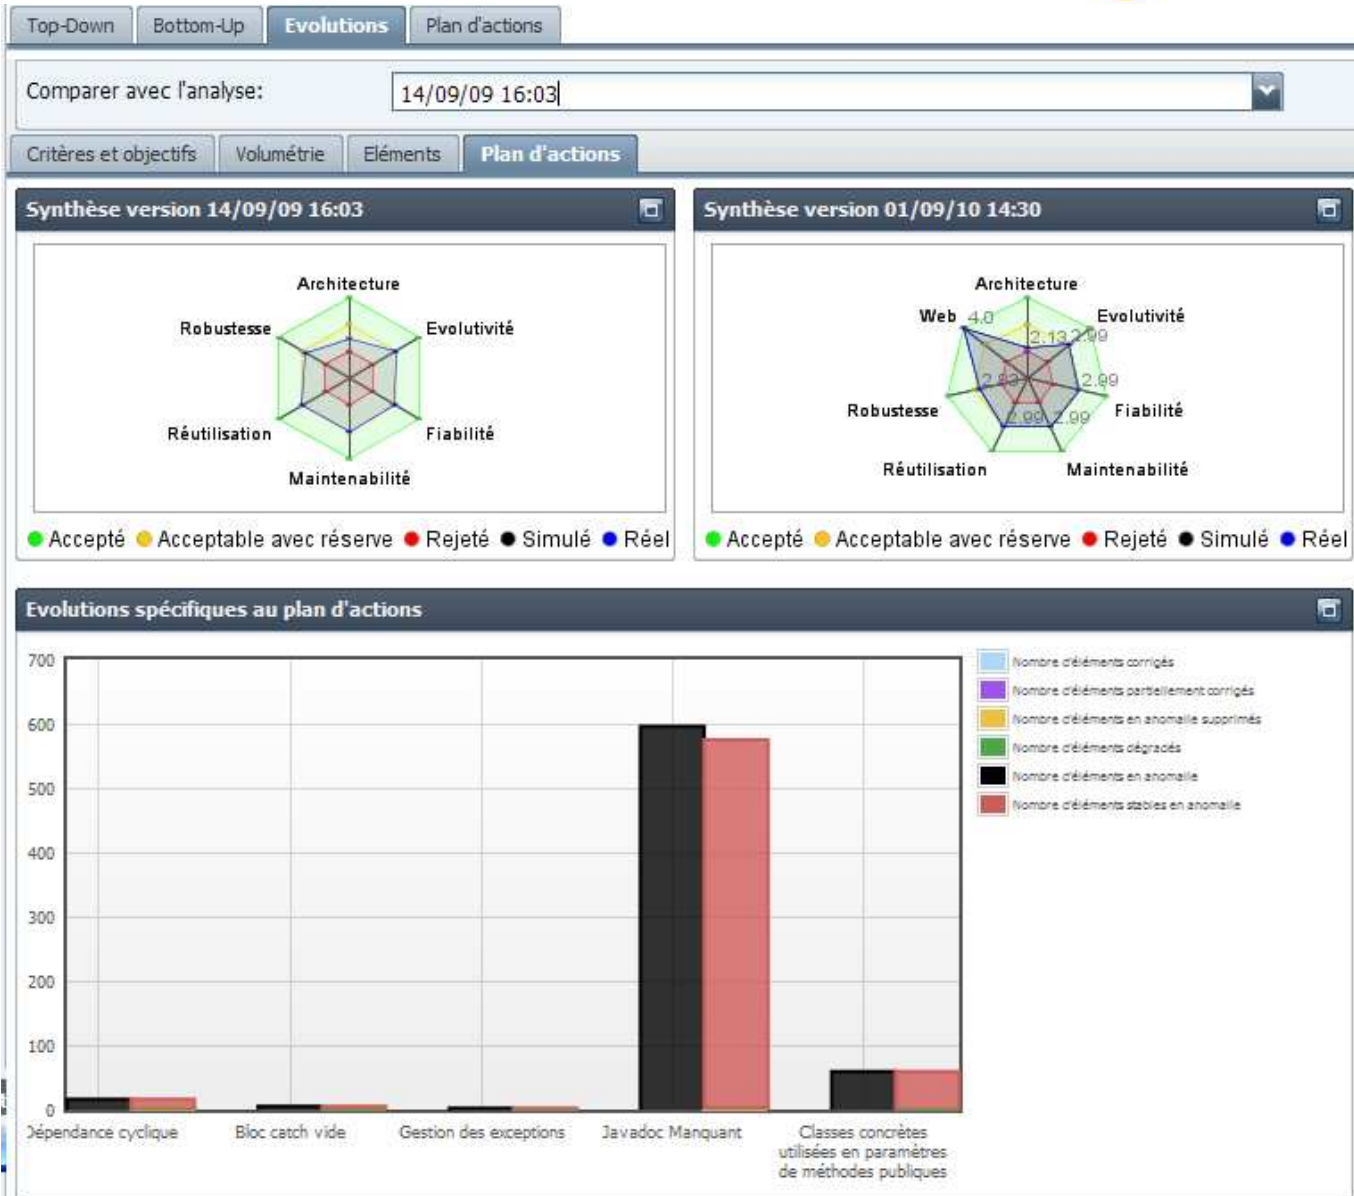 Top-Down Bottom-Up Evolutions Plan d'actions
Comparer avec l'analyse: 14/09/09 16:03
Critères et objectifs Volumétrie Eléments Plan d'actions
Synthèse version 14/09/09 16:03
Architecture
Robustesse Evolutivité
Réutilisation Fiabilité
Maintenabilité
Accepté Acceptable avec réserve Rejeté Simulé Réel
Synthèse version 01/09/10 14:30
Architecture
Web 4.0 Evolutivité
2.13 2.99
2.99
Robustesse Fiabilité
2.99 2.99
Réutilisation Maintenabilité
Accepté Acceptable avec réserve Rejeté Simulé Réel
Evolutions spécifiques au plan d'actions
700
600
500
400
300
200
100
0
Dépendance cyclique Bloc catch vide Gestion des exceptions Javadoc Manquant Classes concrètes
utilisées en paramètres
de méthodes publiques
Nombre d'éléments corrigés
Nombre d'éléments partiellement corrigés
Nombre d'éléments en anomalie supprimés
Nombre d'éléments dégradés
Nombre d'éléments en anomalie
Nombre d'éléments stables en anomalie